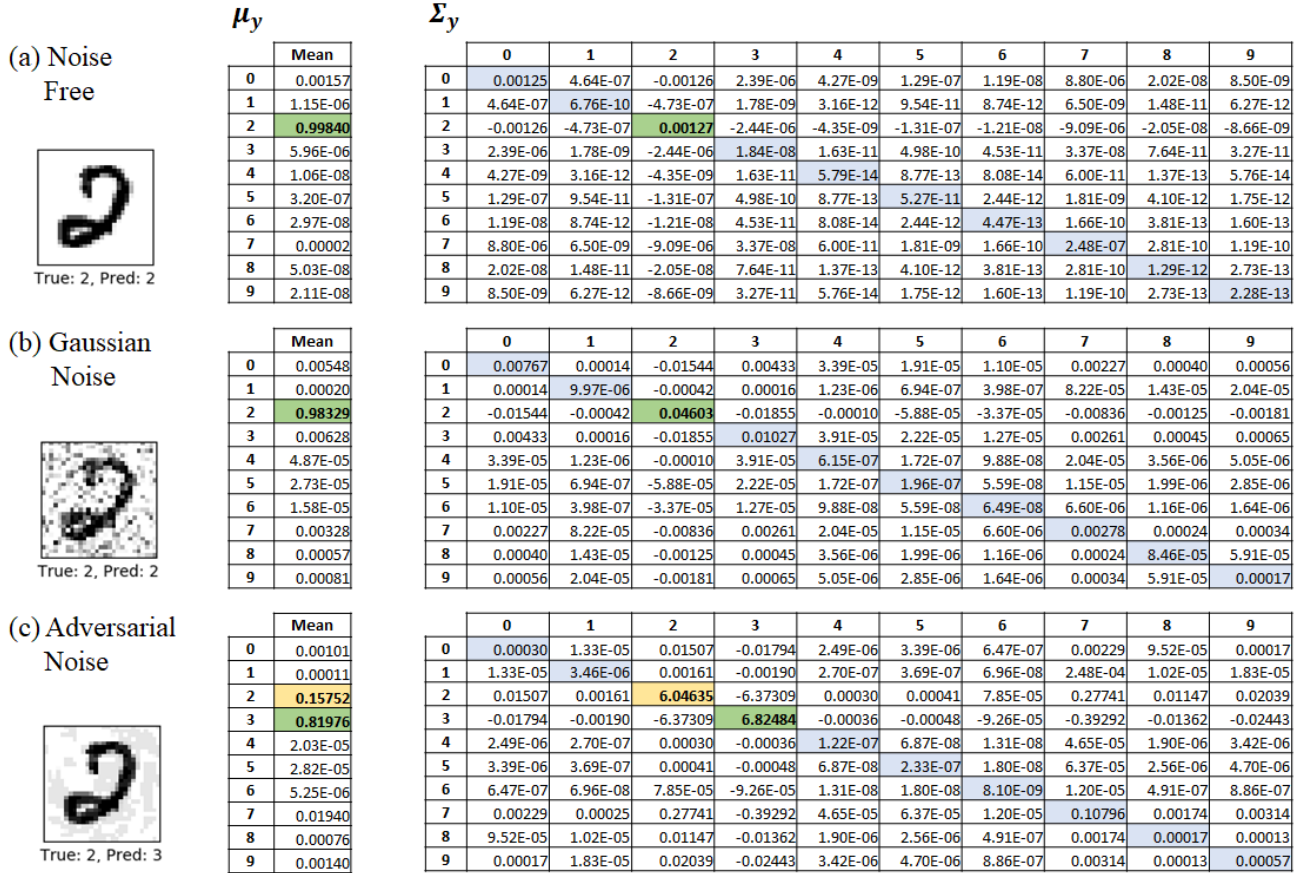 μy Σy
(a) Noise Free
Mean 0 1 2 3 4 5 6 7 8 9
0 0.00157 0 0.00125 4.64E-07 -0.00126 2.39E-06 4.27E-09 1.29E-07 1.19E-08 8.80E-06 2.02E-08 8.50E-09
1 1.15E-06 1 4.64E-07 6.76E-10 -4.73E-07 1.78E-09 3.16E-12 9.54E-11 8.74E-12 6.50E-09 1.48E-11 6.27E-12
2 0.99840 2 -0.00126 -4.73E-07 0.00127 -2.44E-06 -4.35E-09 -1.31E-07 -1.21E-08 -9.09E-06 -2.05E-08 -8.66E-09
3 5.96E-06 3 2.39E-06 1.78E-09 -2.44E-06 1.84E-08 1.63E-11 4.98E-10 4.53E-11 3.37E-08 7.64E-11 3.27E-11
4 1.06E-08 4 4.27E-09 3.16E-12 -4.35E-09 1.63E-11 5.79E-14 8.77E-13 8.08E-14 6.00E-11 1.37E-13 5.76E-14
5 3.20E-07 5 1.29E-07 9.54E-11 -1.31E-07 4.98E-10 8.77E-13 5.27E-11 2.44E-12 1.81E-09 4.10E-12 1.75E-12
6 2.97E-08 6 1.19E-08 8.74E-12 -1.21E-08 4.53E-11 8.08E-14 2.44E-12 4.47E-13 1.66E-10 3.81E-13 1.60E-13
7 0.00002 7 8.80E-06 6.50E-09 -9.09E-06 3.37E-08 6.00E-11 1.81E-09 1.66E-10 2.48E-07 2.81E-10 1.19E-10
8 5.03E-08 8 2.02E-08 1.48E-11 -2.05E-08 7.64E-11 1.37E-13 4.10E-12 3.81E-13 2.81E-10 1.29E-12 2.73E-13
9 2.11E-08 9 8.50E-09 6.27E-12 -8.66E-09 3.27E-11 5.76E-14 1.75E-12 1.60E-13 1.19E-10 2.73E-13 2.28E-13
True: 2, Pred: 2
(b) Gaussian Noise
Mean 0 1 2 3 4 5 6 7 8 9
0 0.00548 0 0.00767 0.00014 -0.01544 0.00433 3.39E-05 1.91E-05 1.10E-05 0.00227 0.00040 0.00056
1 0.00020 1 0.00014 9.97E-06 -0.00042 0.00016 1.23E-06 6.94E-07 3.98E-07 8.22E-05 1.43E-05 2.04E-05
2 0.98329 2 -0.01544 -0.00042 0.04603 -0.01855 -0.00010 -5.88E-05 -3.37E-05 -0.00836 -0.00125 -0.00181
3 0.00628 3 0.00433 0.00016 -0.01855 0.01027 3.91E-05 2.22E-05 1.27E-05 0.00261 0.00045 0.00065
4 4.87E-05 4 3.39E-05 1.23E-06 -0.00010 3.91E-05 6.15E-07 1.72E-07 9.88E-08 2.04E-05 3.56E-06 5.05E-06
5 2.73E-05 5 1.91E-05 6.94E-07 -5.88E-05 2.22E-05 1.72E-07 1.96E-07 5.59E-08 1.15E-05 1.99E-06 2.85E-06
6 1.58E-05 6 1.10E-05 3.98E-07 -3.37E-05 1.27E-05 9.88E-08 5.59E-08 6.49E-08 6.60E-06 1.16E-06 1.64E-06
7 0.00328 7 0.00227 8.22E-05 -0.00836 0.00261 2.04E-05 1.15E-05 6.60E-06 0.00278 0.00024 0.00034
8 0.00057 8 0.00040 1.43E-05 -0.00125 0.00045 3.56E-06 1.99E-06 1.16E-06 0.00024 8.46E-05 5.91E-05
9 0.00081 9 0.00056 2.04E-05 -0.00181 0.00065 5.05E-06 2.85E-06 1.64E-06 0.00034 5.91E-05 0.00017
True: 2, Pred: 2
(c) Adversarial Noise
Mean 0 1 2 3 4 5 6 7 8 9
0 0.00101 0 0.00030 1.33E-05 0.01507 -0.01794 2.49E-06 3.39E-06 6.47E-07 0.00229 9.52E-05 0.00017
1 0.00011 1 1.33E-05 3.46E-06 0.00161 -0.00190 2.70E-07 3.69E-07 6.96E-08 2.48E-04 1.02E-05 1.83E-05
2 0.15752 2 0.01507 0.00161 6.04635 -6.37309 0.00030 0.00041 7.85E-05 0.27741 0.01147 0.02039
3 0.81976 3 -0.01794 -0.00190 -6.37309 6.82484 -0.00036 -0.00048 -9.26E-05 -0.39292 -0.01362 -0.02443
4 2.03E-05 4 2.49E-06 2.70E-07 0.00030 -0.00036 1.22E-07 6.87E-08 1.31E-08 4.65E-05 1.90E-06 3.42E-06
5 2.82E-05 5 3.39E-06 3.69E-07 0.00041 -0.00048 6.87E-08 2.33E-07 1.80E-08 6.37E-05 2.56E-06 4.70E-06
6 5.25E-06 6 6.47E-07 6.96E-08 7.85E-05 -9.26E-05 1.31E-08 1.80E-08 8.10E-09 1.20E-05 4.91E-07 8.86E-07
7 0.01940 7 0.00229 0.00025 0.27741 -0.39292 4.65E-05 6.37E-05 1.20E-05 0.10796 0.00174 0.00314
8 0.00076 8 9.52E-05 1.02E-05 0.01147 -0.01362 1.90E-06 2.56E-06 4.91E-07 0.00174 0.00017 0.00013
9 0.00140 9 0.00017 1.83E-05 0.02039 -0.02443 3.42E-06 4.70E-06 8.86E-07 0.00314 0.00013 0.00057
True: 2, Pred: 3